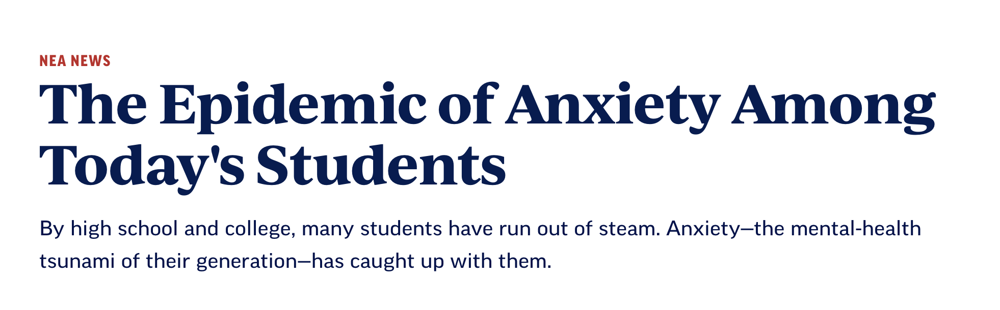 NEA NEWS
The Epidemic of Anxiety Among
Today's Students
By high school and college, many students have run out of steam. Anxiety—the mental-health
tsunami of their generation—has caught up with them.